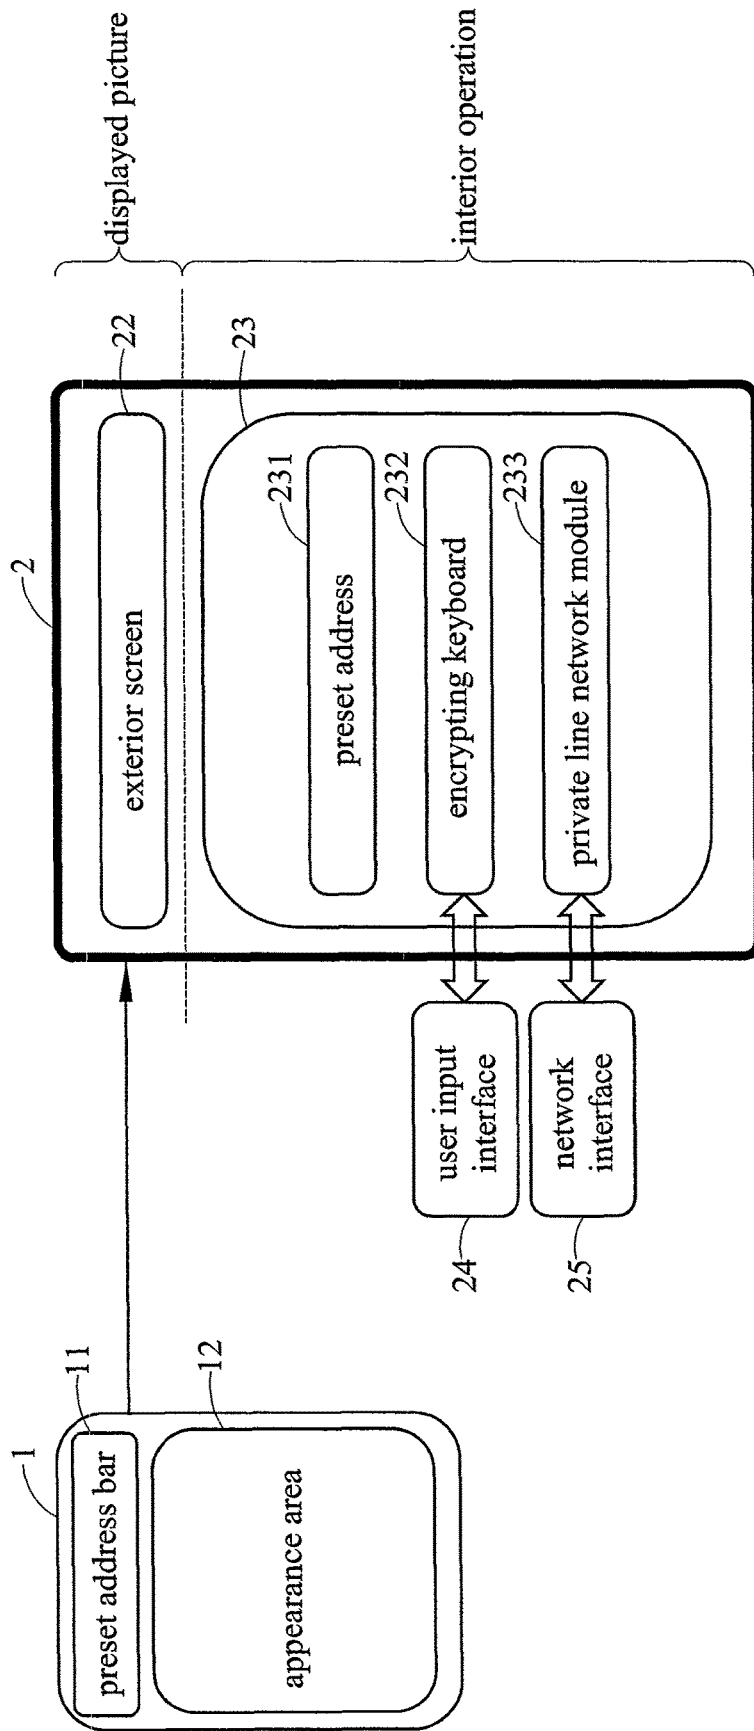 1
11
preset address bar
12
appearance area
2
22
exterior screen
displayed picture
23
231
preset address
232
encrypting keyboard
233
private line network module
interior operation
user input
interface
24
network
interface
25